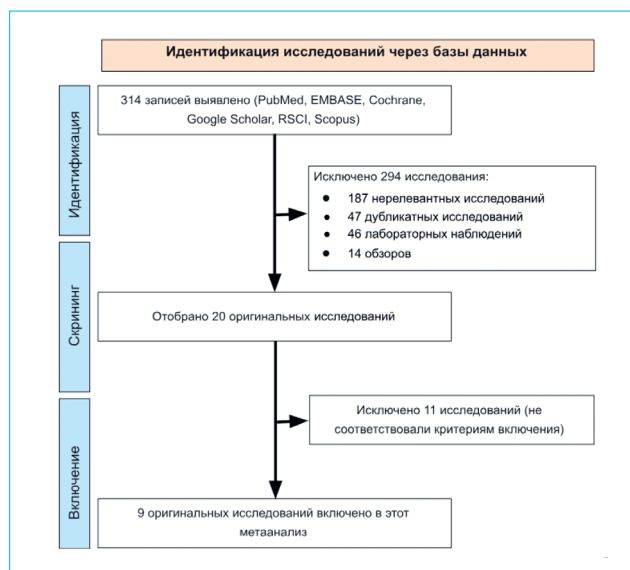 Идентификация исследований через базы данных
Идентификация
314 записей выявлено (PubMed, EMBASE, Cochrane,
Google Scholar, RSCI, Scopus)
Исключено 294 исследования:
● 187 нерелевантных исследований
● 47 дубликатных исследований
● 46 лабораторных наблюдений
● 14 обзоров
Скрининг
Отобрано 20 оригинальных исследований
Исключено 11 исследований (не
соответствовали критериям включения)
Включение
9 оригинальных исследований включено в этот
метаанализ